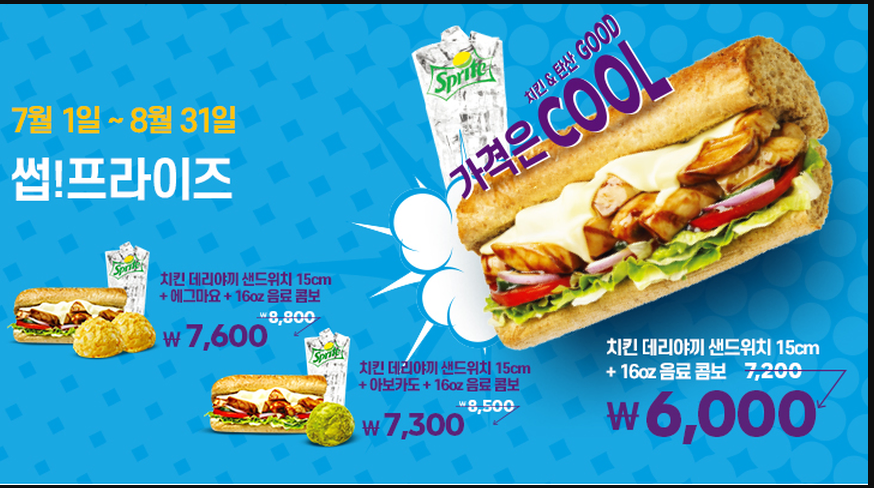 7월 1일 ~ 8월 31일
썹!프라이즈
Sprite
치킨 & 탄산 GOOD
가격은 COOL
Sprite
치킨 데리야끼 샌드위치 15cm
+ 에그마요 + 16oz 음료 콤보
₩8,800
₩7,600
Sprite
치킨 데리야끼 샌드위치 15cm
+ 아보카도 + 16oz 음료 콤보
₩8,500
₩7,300
치킨 데리야끼 샌드위치 15cm
+ 16oz 음료 콤보 7,200
₩6,000